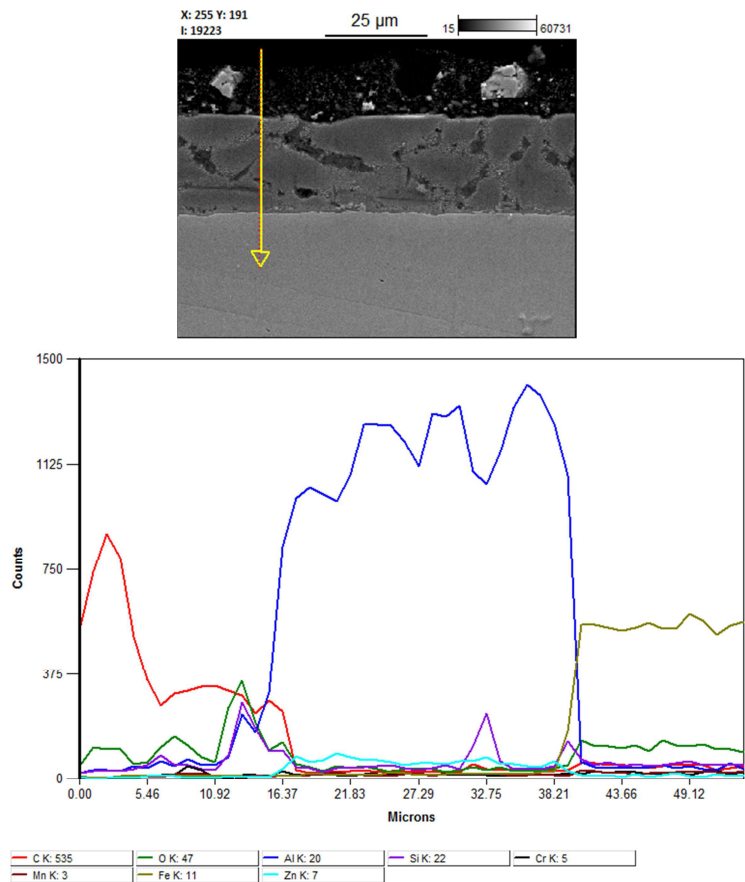 X: 255 Y: 191
I: 19223
25 µm
15
60731
1500
1125
750
375
0
Counts
0.00 5.46 10.92 16.37 21.83 27.29 32.75 38.21 43.66 49.12
Microns
C K: 535 O K: 47 Al K: 20 Si K: 22 Cr K: 5
Mn K: 3 Fe K: 11 Zn K: 7